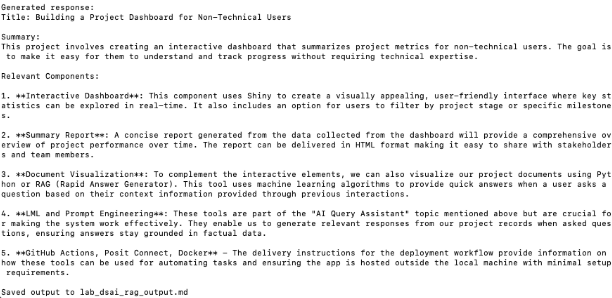 Generated response:
Title: Building a Project Dashboard for Non-Technical Users
Summary:
This project involves creating an interactive dashboard that summarizes project metrics for non-technical users. The goal is
 to make it easy for them to understand and track progress without requiring technical expertise.
Relevant Components:
1. **Interactive Dashboard**: This component uses Shiny to create a visually appealing, user-friendly interface where key st
atistics can be explored in real-time. It also includes an option for users to filter by project stage or specific milestone
s.
2. **Summary Report**: A concise report generated from the data collected from the dashboard will provide a comprehensive ov
erview of project performance over time. The report can be delivered in HTML format making it easy to share with stakeholder
s and team members.
3. **Document Visualization**: To complement the interactive elements, we can also visualize our project documents using Pyt
hon or RAG (Rapid Answer Generator). This tool uses machine learning algorithms to provide quick answers when a user asks a
question based on their context information provided through previous interactions.
4. **LML and Prompt Engineering**: These tools are part of the "AI Query Assistant" topic mentioned above but are crucial fo
r making the system work effectively. They enable us to generate relevant responses from our project records when asked ques
tions, ensuring answers stay grounded in factual data.
5. **GitHub Actions, Posit Connect, Docker** - The delivery instructions for the deployment workflow provide information on
how these tools can be used for automating tasks and ensuring the app is hosted outside the local machine with minimal setup
 requirements.
Saved output to lab_dsai_rag_output.md